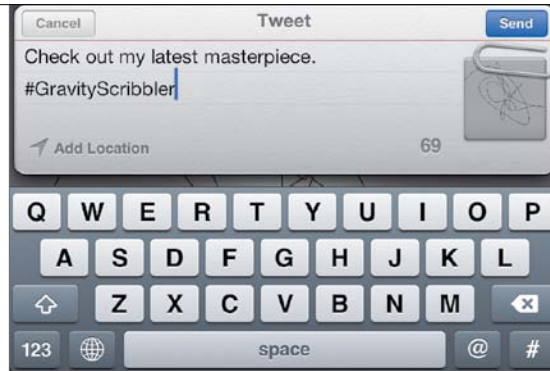 Cancel Tweet Send
Check out my latest masterpiece.
#GravityScribbler
Add Location 69
Q W E R T Y U I O P
A S D F G H J K L
Z X C V B N M
123 space @ #